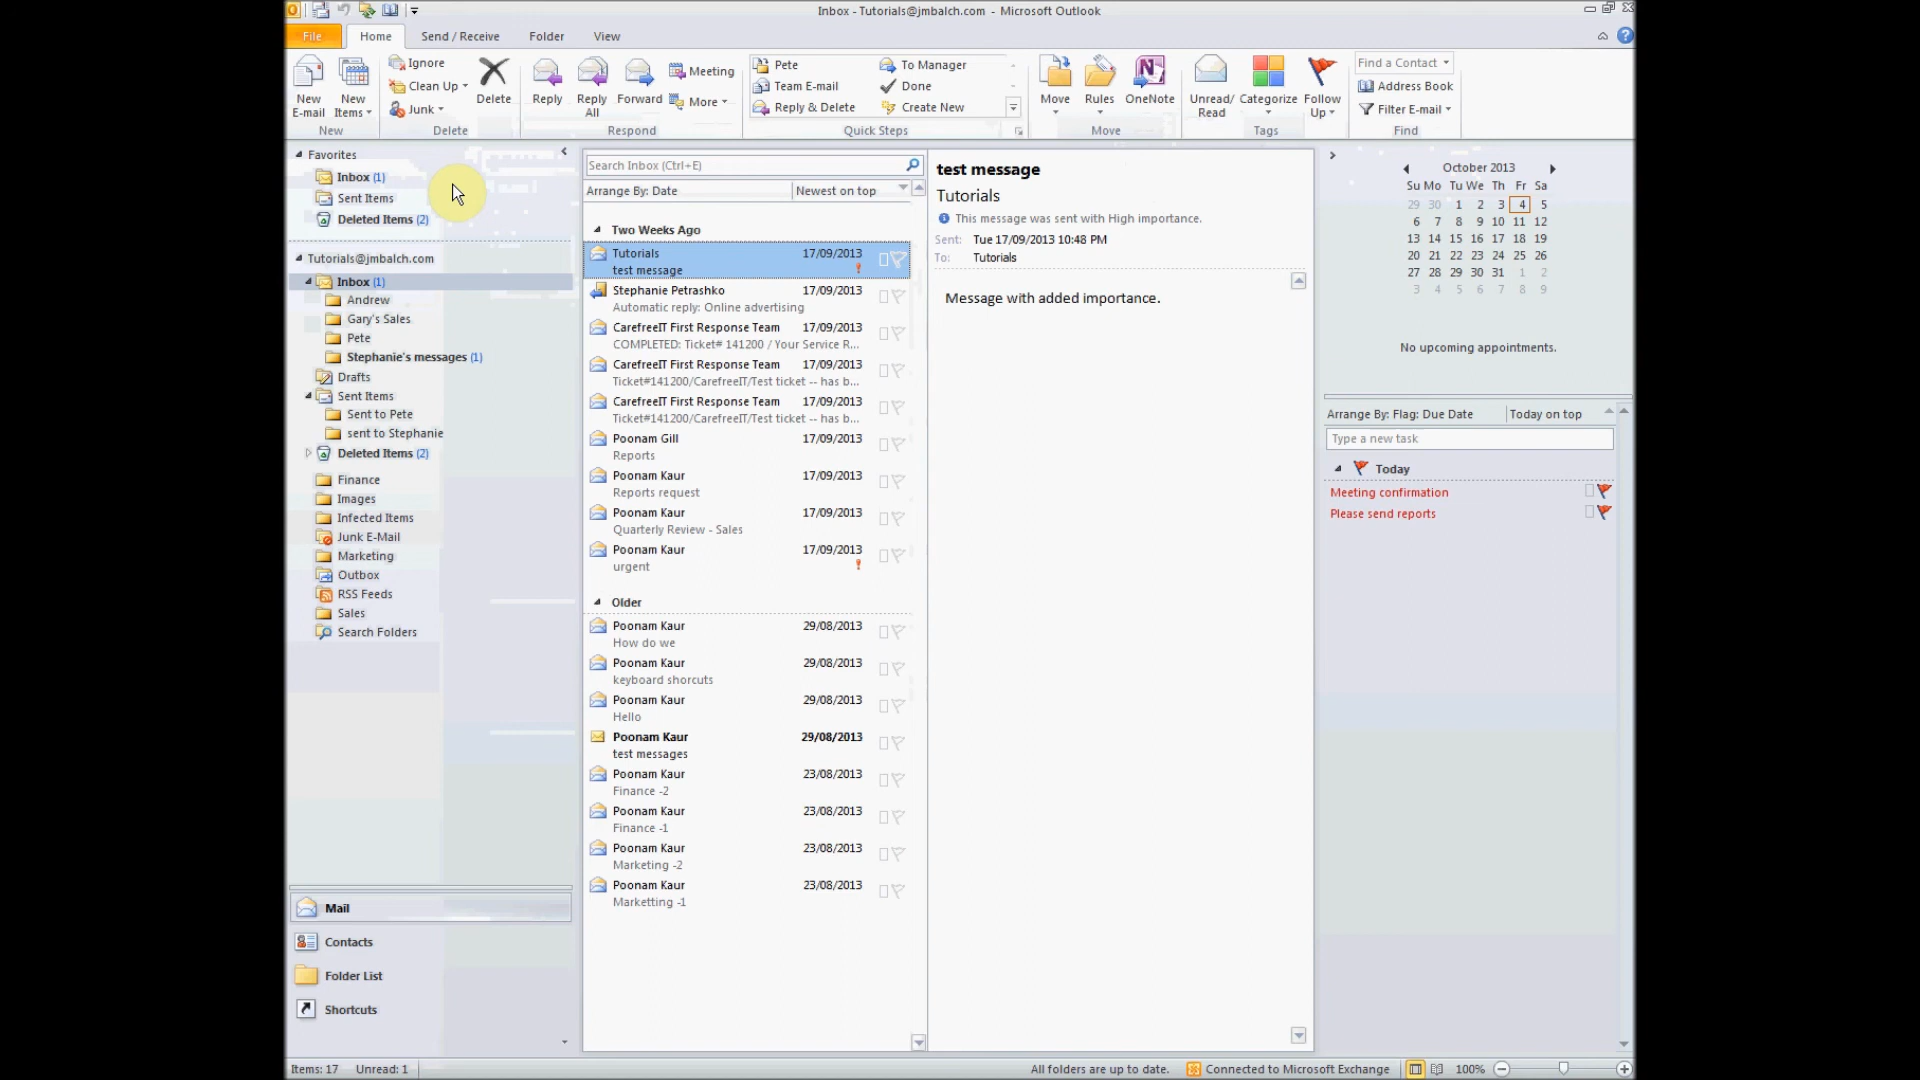 Inbox - Tutorials@jmbalch.com - Microsoft Outlook
File Home Send / Receive Folder View
New E-mail
New Items
New
Ignore
Clean Up
Junk
Delete
Delete
Reply
Reply All
Forward
Meeting
More
Respond
Pete
Team E-mail
Reply & Delete
To Manager
Done
Create New
Quick Steps
Move
Rules
OneNote
Move
Unread/ Read
Categorize
Follow Up
Tags
Find a Contact
Address Book
Filter E-mail
Find
Favorites
Inbox (1)
Sent Items
Deleted Items (2)
Tutorials@jmbalch.com
Inbox (1)
Andrew
Gary's Sales
Pete
Stephanie's messages (1)
Drafts
Sent Items
Sent to Pete
sent to Stephanie
Deleted Items (2)
Finance
Images
Infected Items
Junk E-Mail
Marketing
Outbox
RSS Feeds
Sales
Search Folders
Mail
Contacts
Folder List
Shortcuts
Search Inbox (Ctrl+E)
Arrange By: Date Newest on top
Two Weeks Ago
Tutorials 17/09/2013
test message
Stephanie Petrashko 17/09/2013
Automatic reply: Online advertising
CarefreeIT First Response Team 17/09/2013
COMPLETED: Ticket# 141200 / Your Service R...
CarefreeIT First Response Team 17/09/2013
Ticket#141200/CarefreeIT/Test ticket -- has b...
CarefreeIT First Response Team 17/09/2013
Ticket#141200/CarefreeIT/Test ticket -- has b...
Poonam Gill 17/09/2013
Reports
Poonam Kaur 17/09/2013
Reports request
Poonam Kaur 17/09/2013
Quarterly Review - Sales
Poonam Kaur 17/09/2013
urgent
Older
Poonam Kaur 29/08/2013
How do we
Poonam Kaur 29/08/2013
keyboard shorcuts
Poonam Kaur 29/08/2013
Hello
Poonam Kaur 29/08/2013
test messages
Poonam Kaur 23/08/2013
Finance -2
Poonam Kaur 23/08/2013
Finance -1
Poonam Kaur 23/08/2013
Marketing -2
Poonam Kaur 23/08/2013
Marketting -1
test message
Tutorials
This message was sent with High importance.
Sent: Tue 17/09/2013 10:48 PM
To: Tutorials
Message with added importance.
October 2013
Su Mo Tu We Th Fr Sa
29 30 1 2 3 4 5
6 7 8 9 10 11 12
13 14 15 16 17 18 19
20 21 22 23 24 25 26
27 28 29 30 31 1 2
3 4 5 6 7 8 9
No upcoming appointments.
Arrange By: Flag: Due Date Today on top
Type a new task
Today
Meeting confirmation
Please send reports
Items: 17 Unread: 1
All folders are up to date. Connected to Microsoft Exchange 100%